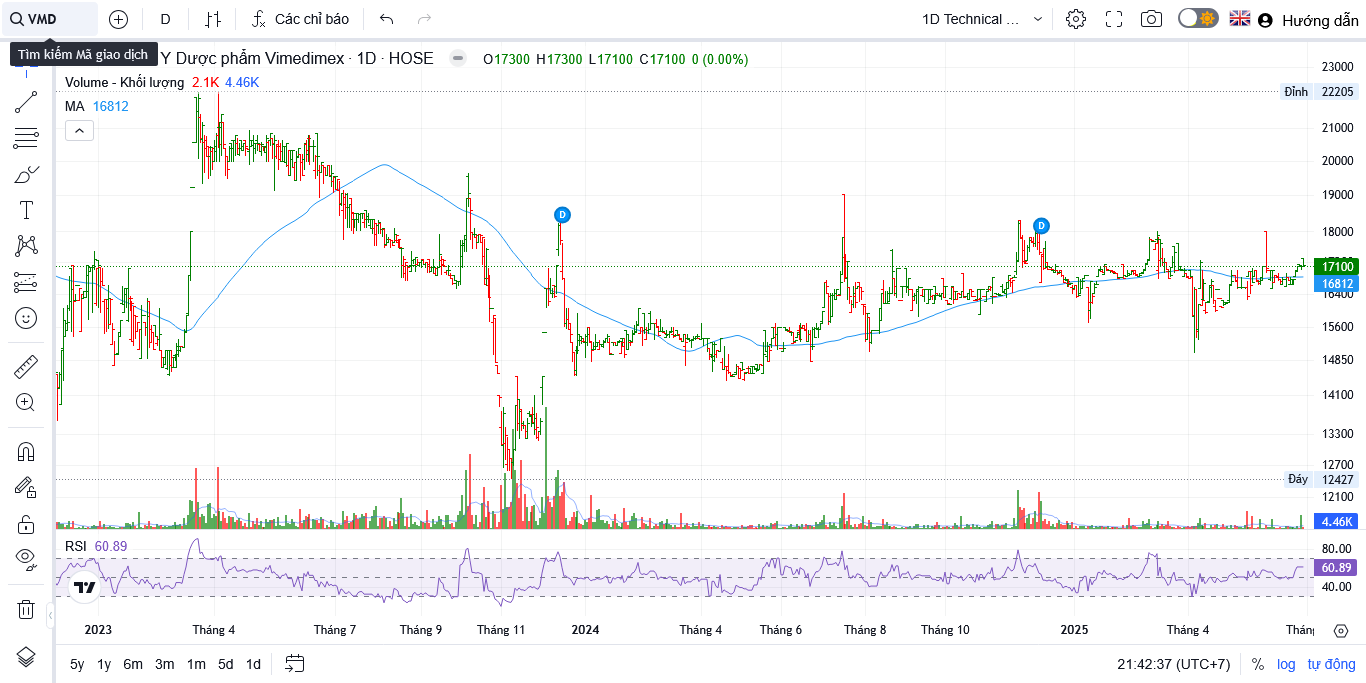 VMD D Các chỉ báo 1D Technical ... Hướng dẫn
Tìm kiếm Mã giao dịch
Y Dược phẩm Vimedimex · 1D · HOSE O17300 H17300 L17100 C17100 0 (0.00%)
Volume - Khối lượng 2.1K 4.46K
MA 16812
23000
Đỉnh 22205
21000
20000
19000
D
D
18000
17100
16812
16400
15600
14850
14100
13300
12700
Đáy 12427
12100
4.46K
RSI 60.89
80.00
60.89
40.00
2023 Tháng 4 Tháng 7 Tháng 9 Tháng 11 2024 Tháng 4 Tháng 6 Tháng 8 Tháng 10 2025 Tháng 4 Thán
5y 1y 6m 3m 1m 5d 1d 21:42:37 (UTC+7) % log tự động